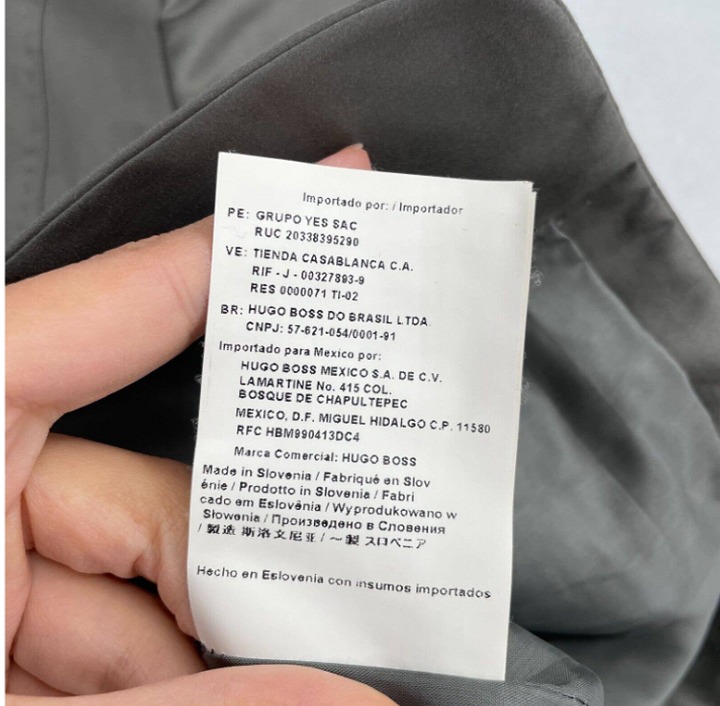 Importado por: / Importador
PE: GRUPO YES SAC
RUC 20338395290
VE: TIENDA CASABLANCA C.A.
RIF - J - 00327893-9
RES 0000071 TI-02
BR: HUGO BOSS DO BRASIL LTDA
CNPJ: 57-621-054/0001-91
Importado para Mexico por:
HUGO BOSS MEXICO S.A. DE C.V.
LAMARTINE No. 415 COL.
BOSQUE DE CHAPULTEPEC
MEXICO, D.F. MIGUEL HIDALGO C.P. 11580
RFC HBM990413DC4
Marca Comercial: HUGO BOSS
Made in Slovenia / Fabriqué en Slov
énie / Prodotto in Slovenia / Fabri
cado em Eslovênia / Wyprodukowano w
Słowenia / Произведено в Словения
/ 製造 斯洛文尼亚 / ～製 スロベニア
Hecho en Eslovenia con insumos importados